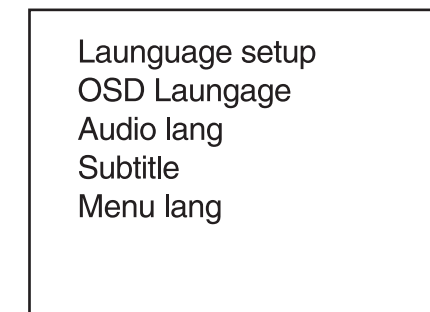 Launguage setup
OSD Laungage
Audio lang
Subtitle
Menu lang